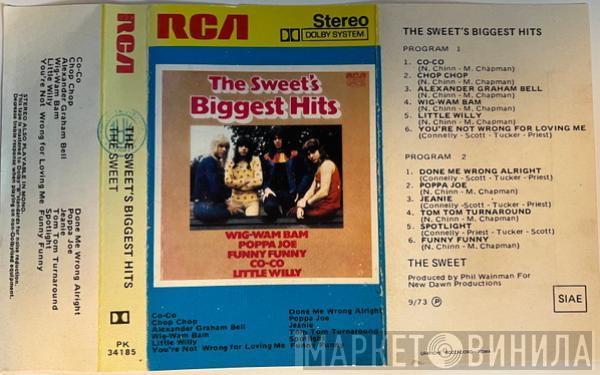 Co-Co
Chop Chop
Alexander Graham Bell
Wig-Wam Bam
Little Willy
You're Not Wrong for Loving Me
Done Me Wrong Alright
Poppa Joe
Jeanie
Tom Tom Turnaround
Spotlight
Funny Funny
STEREO ALSO PLAYABLE IN MONO.
RCA
THE SWEET'S BIGGEST HITS
THE SWEET
PK
34185
RCA
Stereo
DOLBY SYSTEM
The Sweet's
Biggest Hits
RCA
WIG-WAM BAM
POPPA JOE
FUNNY FUNNY
CO-CO
LITTLE WILLY
Co-Co
Chop Chop
Alexander Graham Bell
Wig-Wam Bam
Little Willy
You're Not Wrong for Loving Me
Done Me Wrong Alright
Poppa Joe
Jeanie
Tom Tom Turnaround
Spotlight
Funny Funny
THE SWEET'S BIGGEST HITS
PROGRAM 1
1. CO-CO
(N. Chinn - M. Chapman)
2. CHOP CHOP
(N. Chinn - M. Chapman)
3. ALEXANDER GRAHAM BELL
(N. Chinn - M. Chapman)
4. WIG-WAM BAM
(N. Chinn - M. Chapman)
5. LITTLE WILLY
(N. Chinn - M. Chapman)
6. YOU'RE NOT WRONG FOR LOVING ME
(Connolly - Scott - Tucker - Priest)
PROGRAM 2
1. DONE ME WRONG ALRIGHT
(Connelly - Scott - Tucker - Priest)
2. POPPA JOE
(N. Chinn - M. Chapman)
3. JEANIE
(Connelly - Scott - Tucker - Priest)
4. TOM TOM TURNAROUND
(N. Chinn - M. Chapman)
5. SPOTLIGHT
(Connelly - Priest - Tucker - Scott)
6. FUNNY FUNNY
(N. Chinn - M. Chapman)
THE SWEET
Produced by Phil Wainman For
New Dawn Productions
9/73 Ⓟ
SIAE
МАРКЕТ ВИНИЛА